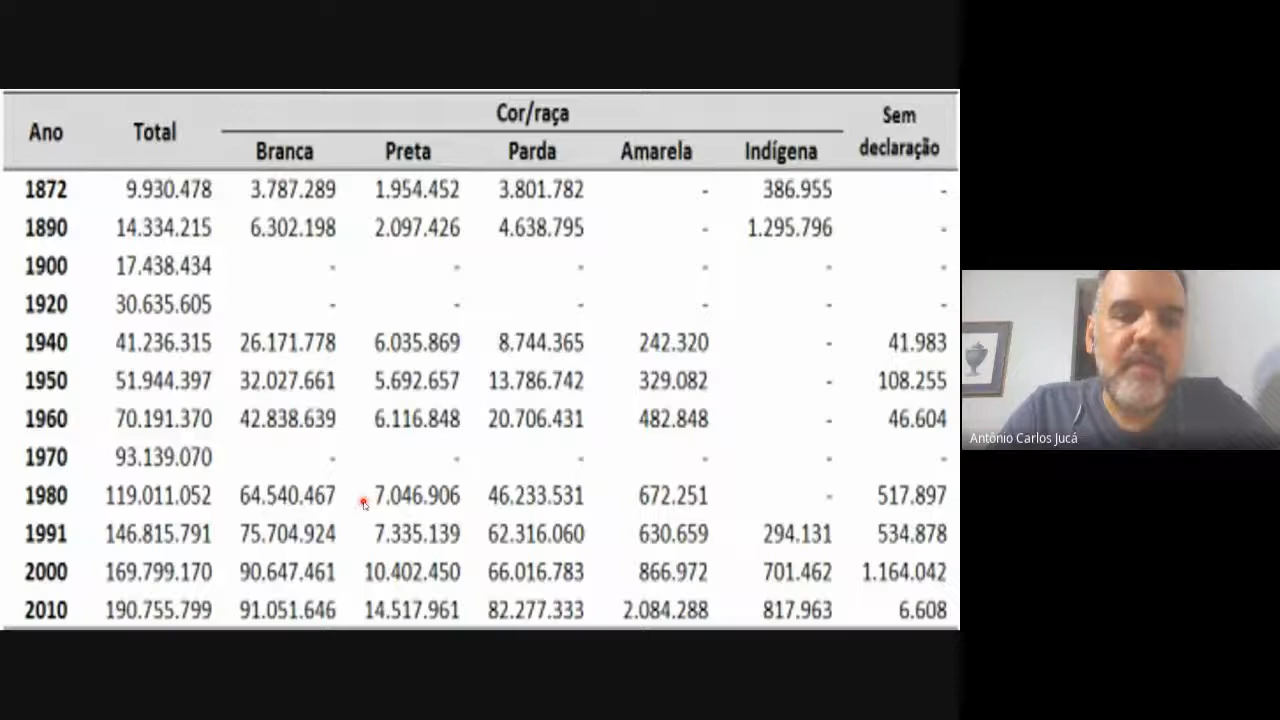 Cor/raça
Ano Total Branca Preta Parda Amarela Indígena Sem declaração
1872 9.930.478 3.787.289 1.954.452 3.801.782 - 386.955 -
1890 14.334.215 6.302.198 2.097.426 4.638.795 - 1.295.796 -
1900 17.438.434 - - - - - -
1920 30.635.605 - - - - - -
1940 41.236.315 26.171.778 6.035.869 8.744.365 242.320 - 41.983
1950 51.944.397 32.027.661 5.692.657 13.786.742 329.082 - 108.255
1960 70.191.370 42.838.639 6.116.848 20.706.431 482.848 - 46.604
1970 93.139.070 - - - - - -
1980 119.011.052 64.540.467 7.046.906 46.233.531 672.251 - 517.897
1991 146.815.791 75.704.924 7.335.139 62.316.060 630.659 294.131 534.878
2000 169.799.170 90.647.461 10.402.450 66.016.783 866.972 701.462 1.164.042
2010 190.755.799 91.051.646 14.517.961 82.277.333 2.084.288 817.963 6.608
Antônio Carlos Jucá